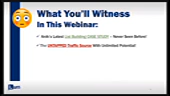 What You'll Witness
In This Webinar:
Anik's Latest List Building CASE STUDY - Never Seen Before!
The UNTAPPED Traffic Source With Unlimited Potential!